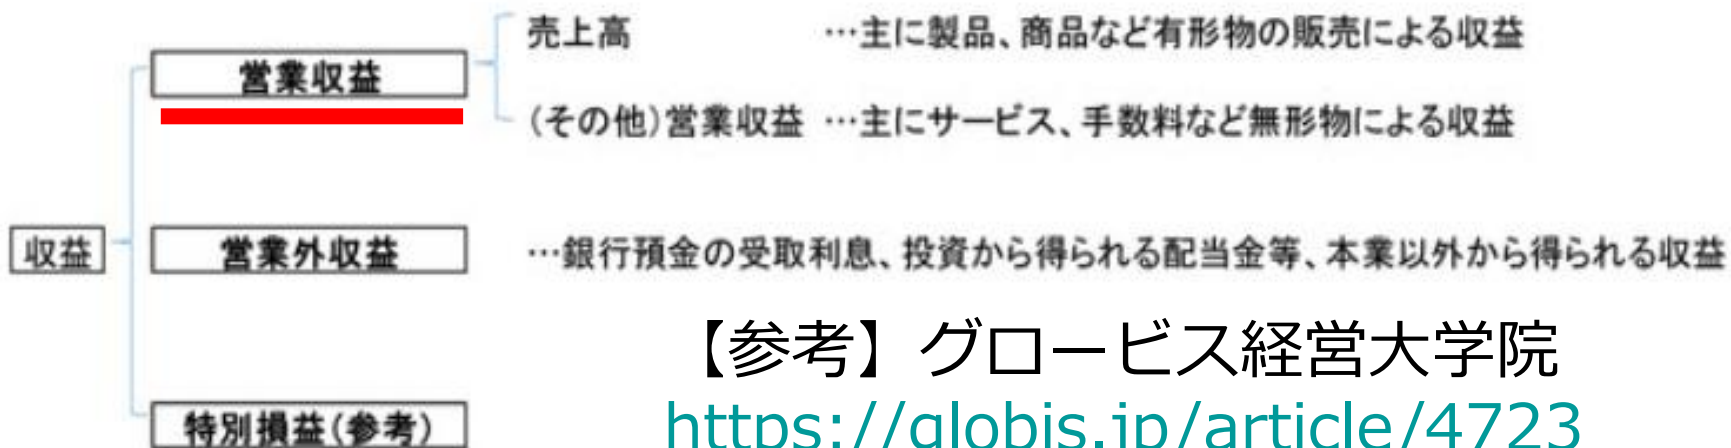 売上高 …主に製品、商品など有形物の販売による収益
営業収益
(その他)営業収益 …主にサービス、手数料など無形物による収益
収益
営業外収益 …銀行預金の受取利息、投資から得られる配当金等、本業以外から得られる収益
【参考】グロービス経営大学院
特別損益(参考)
https://globis.jp/article/4723